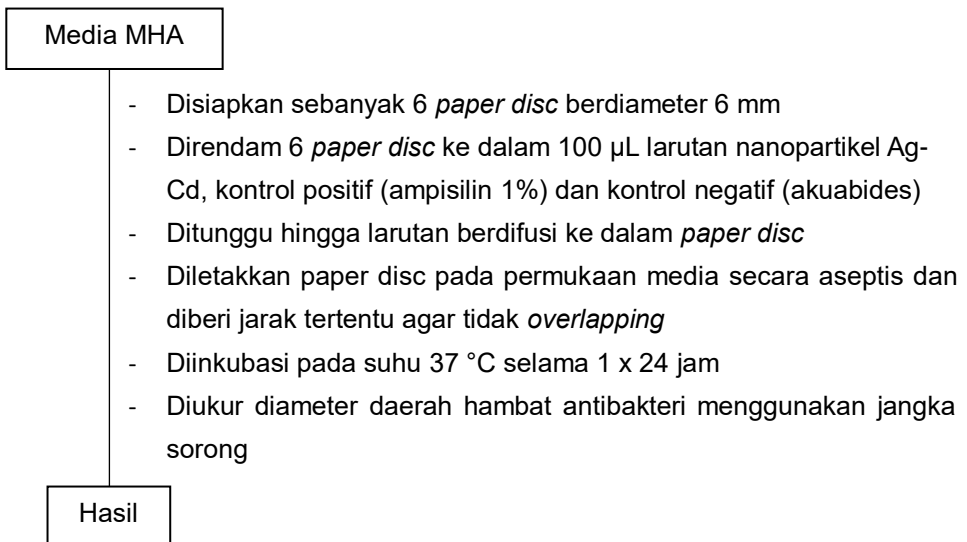 Media MHA
- Disiapkan sebanyak 6 paper disc berdiameter 6 mm
- Direndam 6 paper disc ke dalam 100 µL larutan nanopartikel Ag-
Cd, kontrol positif (ampisilin 1%) dan kontrol negatif (akuabides)
- Ditunggu hingga larutan berdifusi ke dalam paper disc
- Diletakkan paper disc pada permukaan media secara aseptis dan
diberi jarak tertentu agar tidak overlapping
- Diinkubasi pada suhu 37 °C selama 1 x 24 jam
- Diukur diameter daerah hambat antibakteri menggunakan jangka
sorong
Hasil